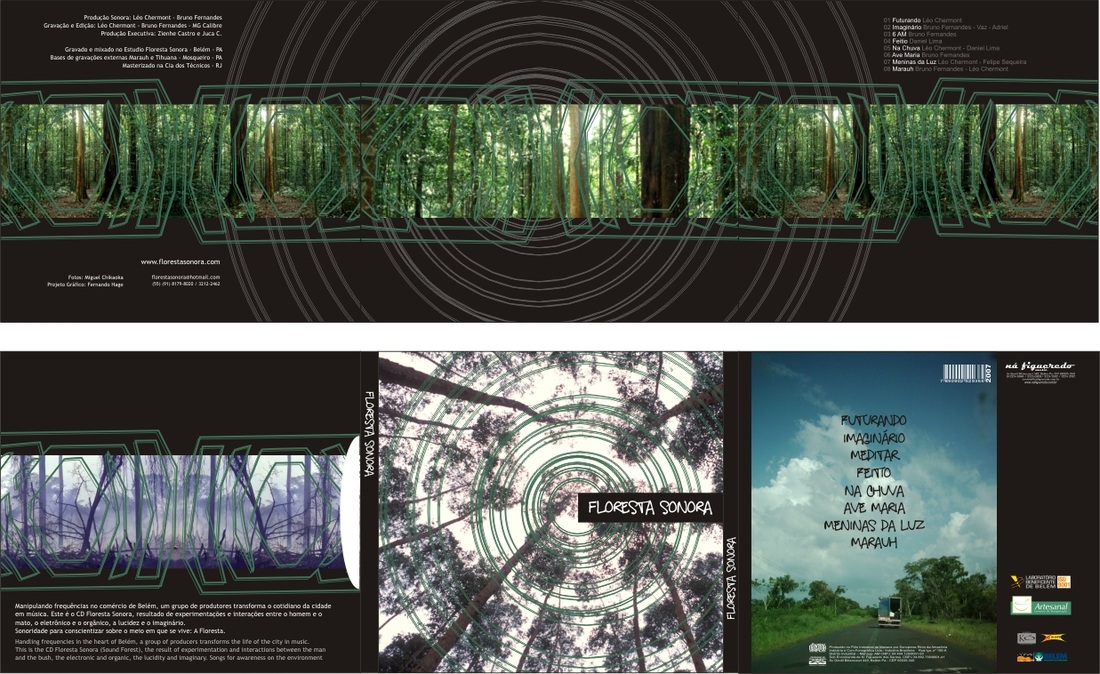 Produção Sonora: Léo Chermont - Bruno Fernandes
Gravação e Edição: Léo Chermont - Bruno Fernandes - MG Calibre
Produção Executiva: Zienhe Castro e Juca C.
Gravado e mixado no Estudio Floresta Sonora - Belém - PA
Bases de gravações externas Marauh e Tihuana - Mosqueiro - PA
Masterizado na Cia dos Técnicos - RJ
01 Futurando Léo Chermont
02 Imaginário Bruno Fernandes - Vaz - Adriel
03 6 AM Bruno Fernandes
04 Feitio Daniel Lima
05 Na Chuva Léo Chermont - Daniel Lima
06 Ave Maria Bruno Fernandes
07 Meninas da Luz Léo Chermont - Felipe Sequeira
08 Marauh Bruno Fernandes - Léo Chermont
www.florestasonora.com
Fotos: Miguel Chikaoka
Projeto Gráfico: Fernando Hage
florestasonora@hotmail.com
(55) (91) 8179-8020 / 3212-2462
Manipulando frequências no comércio de Belém, um grupo de produtores transforma o cotidiano da cidade
em música. Este é o CD Floresta Sonora, resultado de experimentações e interações entre o homem e o
mato, o eletrônico e o orgânico, a lucidez e o imaginário.
Sonoridade para conscientizar sobre o meio em que se vive: A Floresta.
Handling frequencies in the heart of Belém, a group of producers transforms the life of the city in music.
This is the CD Floresta Sonora (Sound Forest), the result of experimentation and interactions between the man
and the bush, the electronic and organic, the lucidity and imaginary. Songs for awareness on the environment
FLORESTA SONORA
FLORESTA SONORA
FLORESTA SONORA
FUTURANDO
IMAGINÁRIO
MEDITAR
FEITIO
NA CHUVA
AVE MARIA
MENINAS DA LUZ
MARAUH
2007
ná figueredo
LABORATÓRIO
BENEFICENTE
DE BELÉM
Artesanal
BELÉM